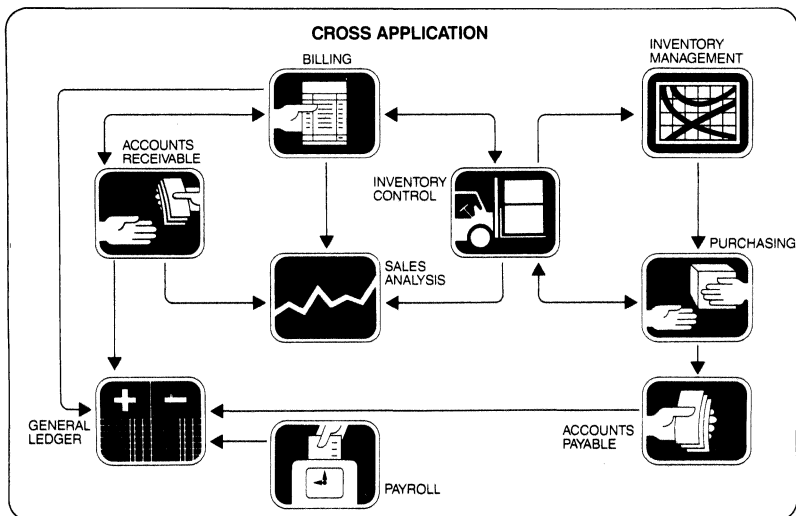 CROSS APPLICATION
BILLING
INVENTORY
MANAGEMENT
ACCOUNTS
RECEIVABLE
INVENTORY
CONTROL
PURCHASING
SALES
ANALYSIS
GENERAL
LEDGER
ACCOUNTS
PAYABLE
PAYROLL